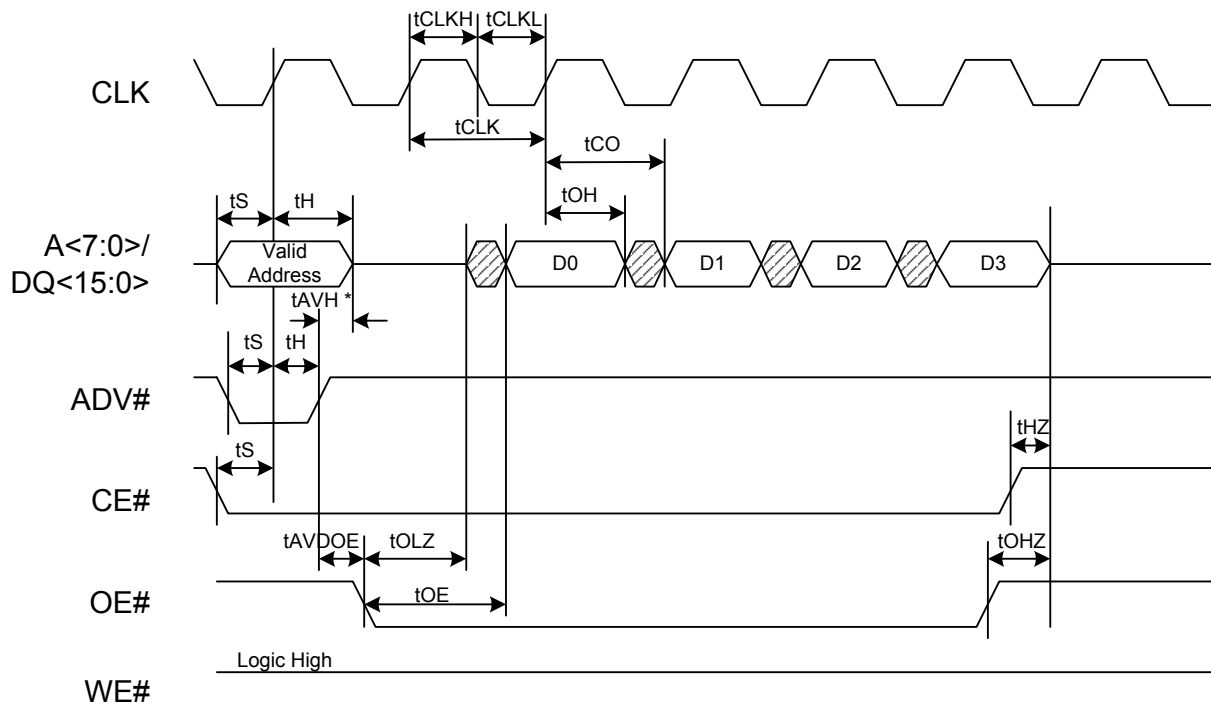 tCLKH tCLKL
CLK
tCLK
tCO
tOH
tS tH
A<7:0>/
DQ<15:0>
Valid
Address
D0 D1 D2 D3
tAVH *
tS tH
ADV#
tHZ
tS
CE#
tAVDOE tOLZ tOHZ
tOE
OE#
Logic High
WE#